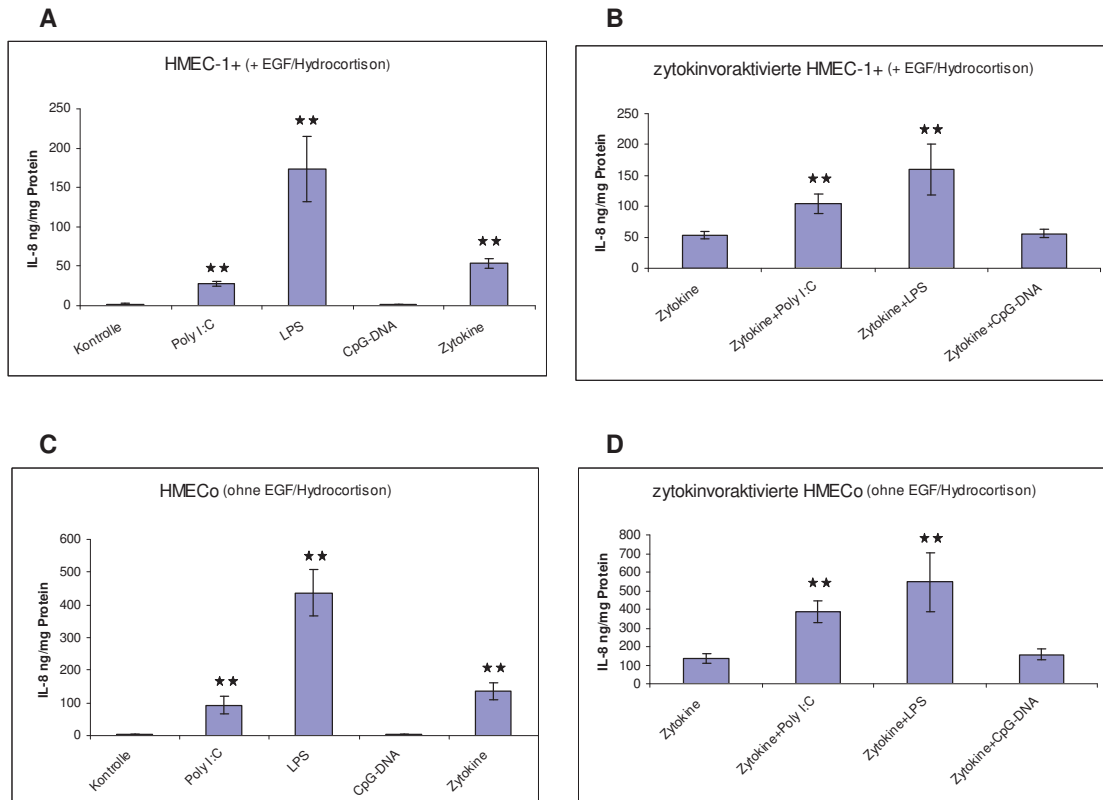 A
HMEC-1+ (+ EGF/Hydrocortison)
IL-8 ng/mg Protein
250
200
150
100
50
0
Kontrolle
Poly I:C
LPS
CpG-DNA
Zytokine
B
zytokinvoraktivierte HMEC-1+ (+ EGF/Hydrocortison)
IL-8 ng/mg Protein
250
200
150
100
50
0
Zytokine
Zytokine+Poly I:C
Zytokine+LPS
Zytokine+CpG-DNA
C
HMECo (ohne EGF/Hydrocortison)
IL-8 ng/mg Protein
600
500
400
300
200
100
0
Kontrolle
Poly I:C
LPS
CpG-DNA
Zytokine
D
zytokinvoraktivierte HMECo (ohne EGF/Hydrocortison)
IL-8 ng/mg Protein
800
700
600
500
400
300
200
100
0
Zytokine
Zytokine+Poly I:C
Zytokine+LPS
Zytokine+CpG-DNA